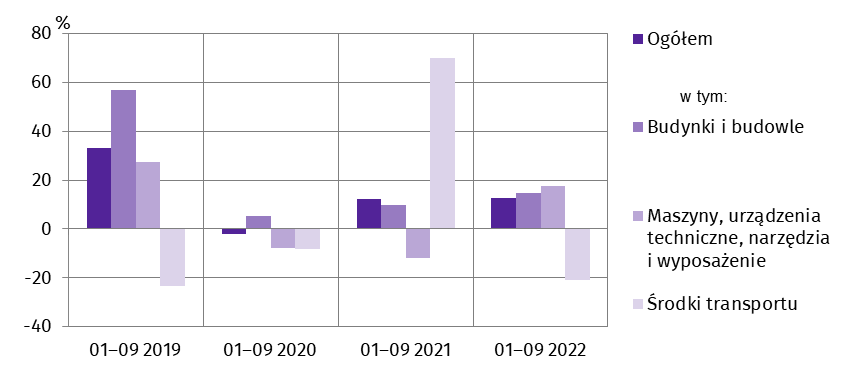 %
80
60
40
20
0
-20
-40
01–09 2019
01–09 2020
01–09 2021
01–09 2022
Ogółem
w tym:
Budynki i budowle
Maszyny, urządzenia
techniczne, narzędzia
i wyposażenie
Środki transportu